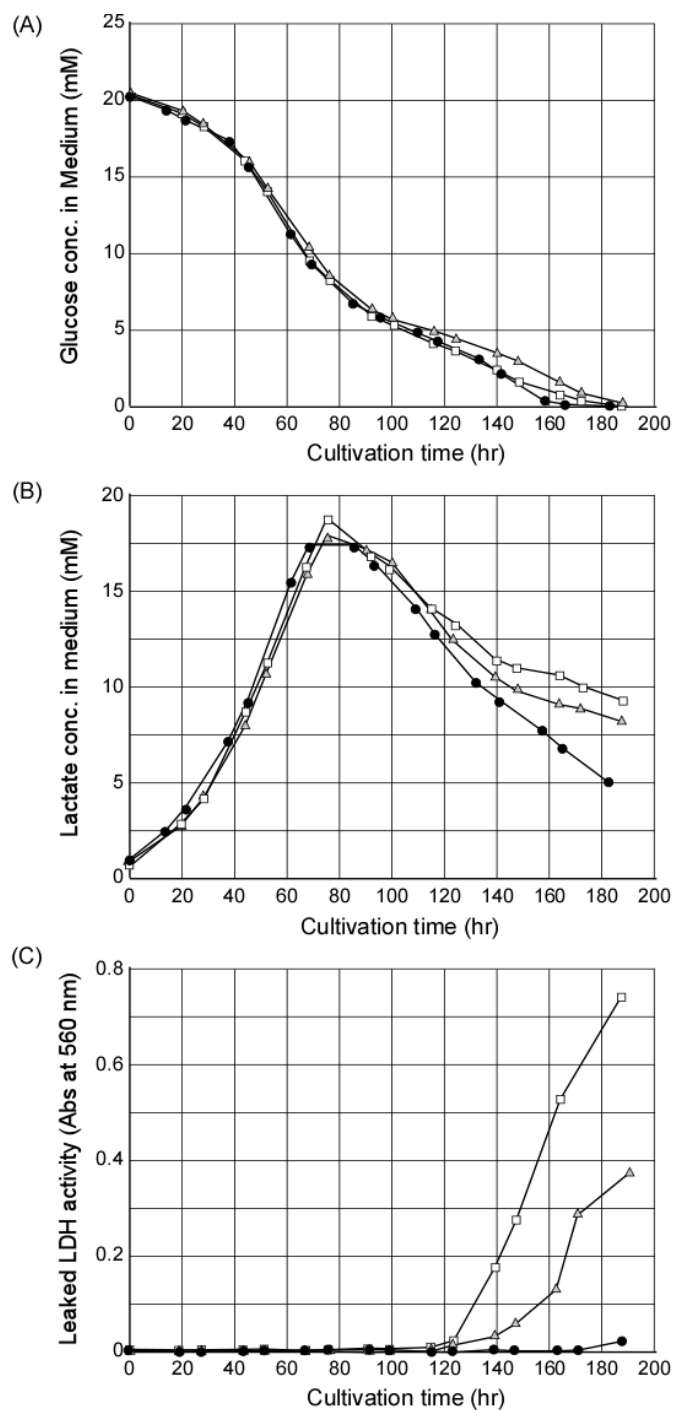 (A)
Glucose conc. in Medium (mM)
25
20
15
10
5
0
0 20 40 60 80 100 120 140 160 180 200
Cultivation time (hr)
(B)
Lactate conc. in medium (mM)
20
15
10
5
0
0 20 40 60 80 100 120 140 160 180 200
Cultivation time (hr)
(C)
Leaked LDH activity (Abs at 560 nm)
0.8
0.6
0.4
0.2
0
0 20 40 60 80 100 120 140 160 180 200
Cultivation time (hr)